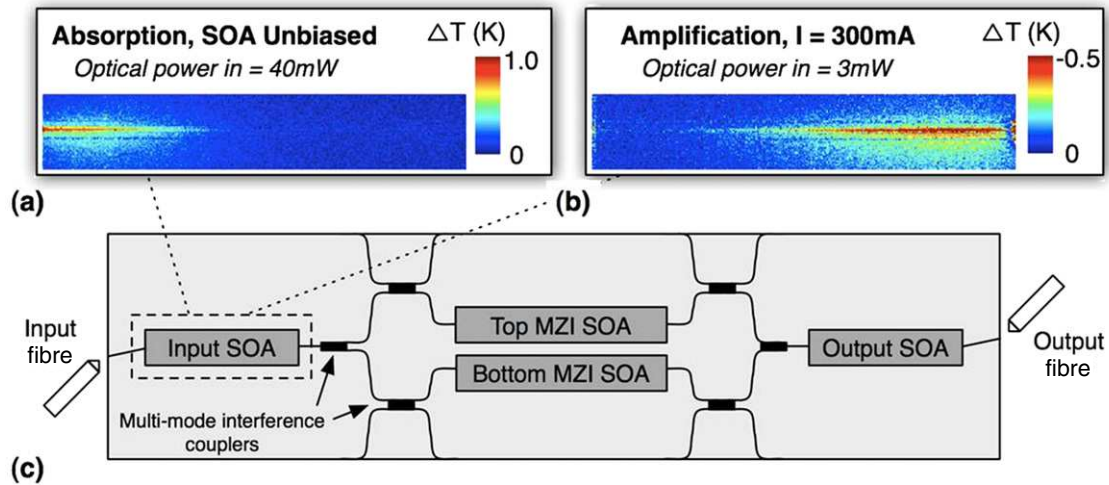 Absorption, SOA Unbiased
ΔT (K)
Optical power in = 40mW
1.0
0
(a)
Amplification, I = 300mA
ΔT (K)
Optical power in = 3mW
-0.5
0
(b)
Input
fibre
Input SOA
Top MZI SOA
Bottom MZI SOA
Output SOA
Output
fibre
Multi-mode interference
couplers
(c)